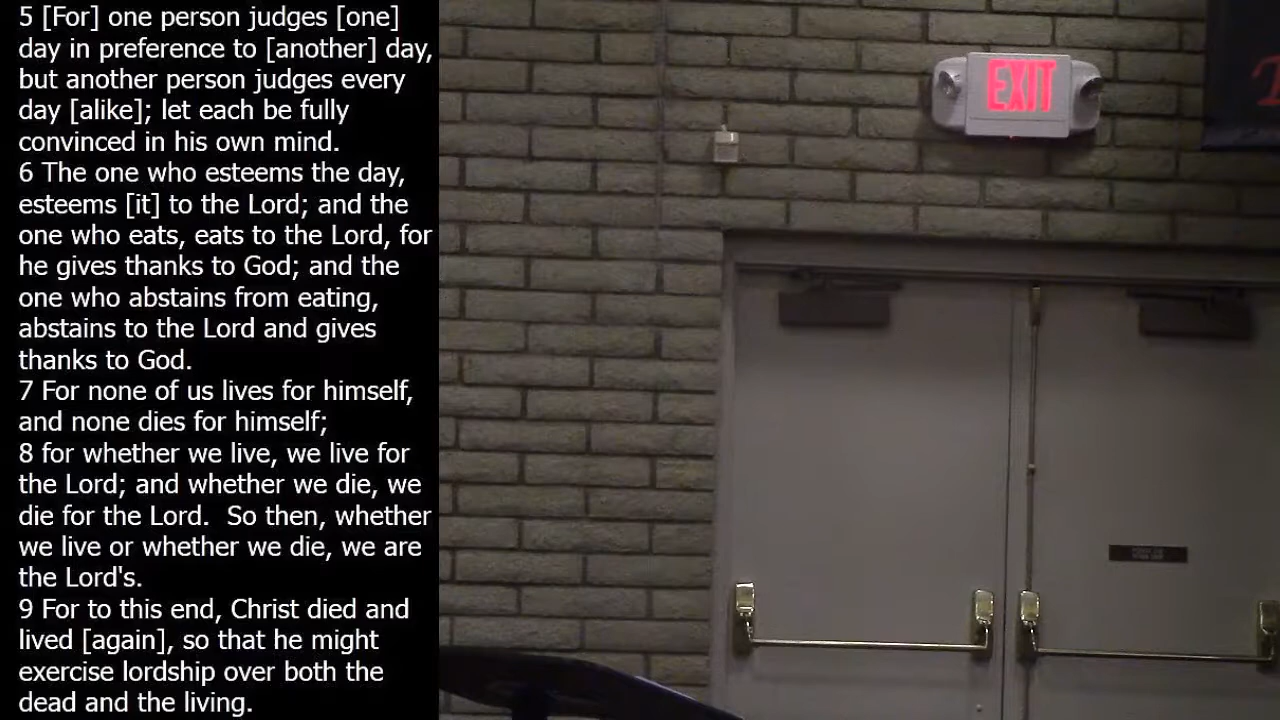 5 [For] one person judges [one]
day in preference to [another] day,
but another person judges every
day [alike]; let each be fully
convinced in his own mind.
6 The one who esteems the day,
esteems [it] to the Lord; and the
one who eats, eats to the Lord, for
he gives thanks to God; and the
one who abstains from eating,
abstains to the Lord and gives
thanks to God.
7 For none of us lives for himself,
and none dies for himself;
8 for whether we live, we live for
the Lord; and whether we die, we
die for the Lord.  So then, whether
we live or whether we die, we are
the Lord's.
9 For to this end, Christ died and
lived [again], so that he might
exercise lordship over both the
dead and the living.
EXIT